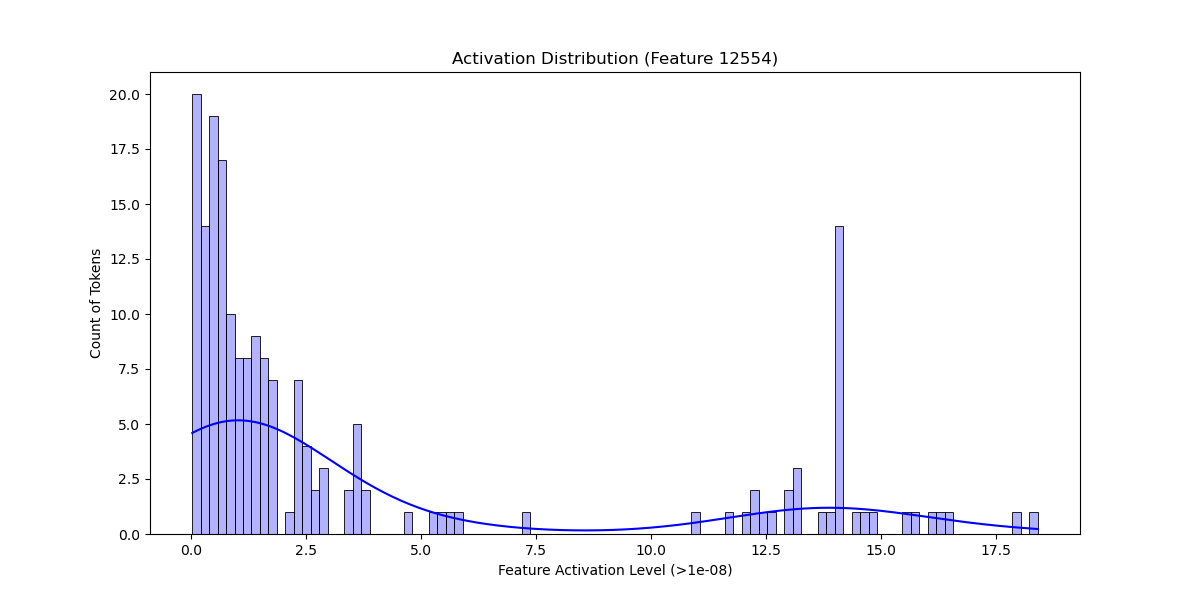 Activation Distribution (Feature 12554)
Count of Tokens
20.0
17.5
15.0
12.5
10.0
7.5
5.0
2.5
0.0
0.0 2.5 5.0 7.5 10.0 12.5 15.0 17.5
Feature Activation Level (>1e-08)